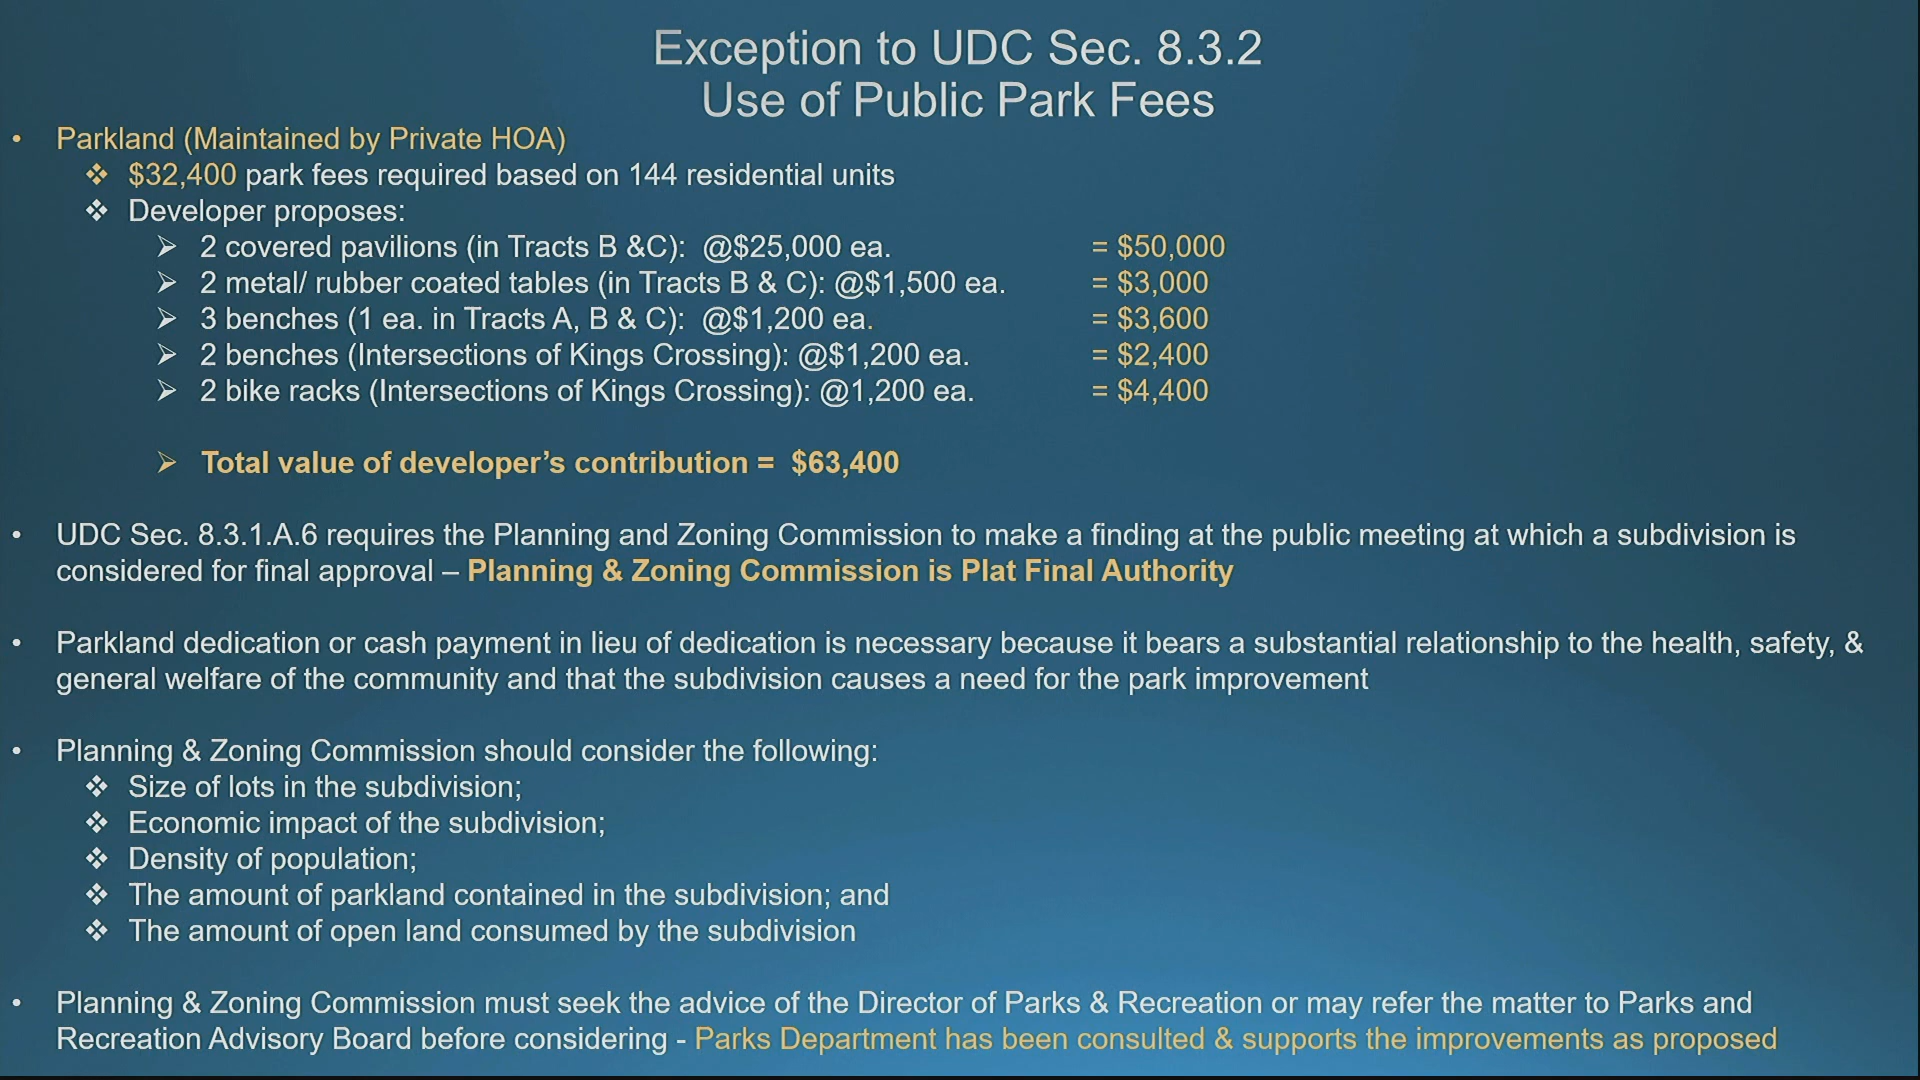 Exception to UDC Sec. 8.3.2
Use of Public Park Fees
• Parkland (Maintained by Private HOA)
❖ $32,400 park fees required based on 144 residential units
❖ Developer proposes:
➢ 2 covered pavilions (in Tracts B &C): @$25,000 ea. = $50,000
➢ 2 metal/ rubber coated tables (in Tracts B & C): @$1,500 ea. = $3,000
➢ 3 benches (1 ea. in Tracts A, B & C): @$1,200 ea. = $3,600
➢ 2 benches (Intersections of Kings Crossing): @$1,200 ea. = $2,400
➢ 2 bike racks (Intersections of Kings Crossing): @1,200 ea. = $4,400
➢ Total value of developer’s contribution = $63,400
• UDC Sec. 8.3.1.A.6 requires the Planning and Zoning Commission to make a finding at the public meeting at which a subdivision is
considered for final approval – Planning & Zoning Commission is Plat Final Authority
• Parkland dedication or cash payment in lieu of dedication is necessary because it bears a substantial relationship to the health, safety, &
general welfare of the community and that the subdivision causes a need for the park improvement
• Planning & Zoning Commission should consider the following:
❖ Size of lots in the subdivision;
❖ Economic impact of the subdivision;
❖ Density of population;
❖ The amount of parkland contained in the subdivision; and
❖ The amount of open land consumed by the subdivision
• Planning & Zoning Commission must seek the advice of the Director of Parks & Recreation or may refer the matter to Parks and
Recreation Advisory Board before considering - Parks Department has been consulted & supports the improvements as proposed